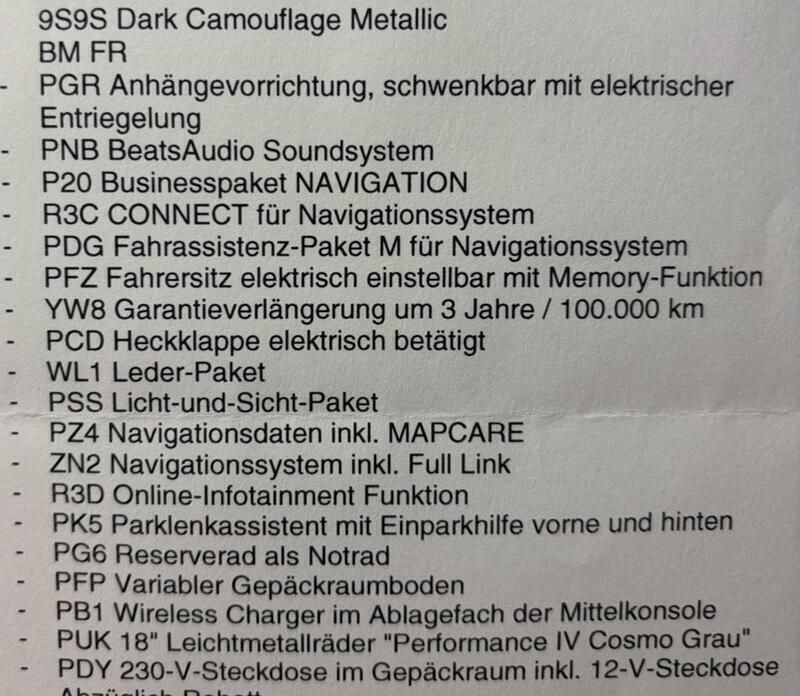 9S9S Dark Camouflage Metallic
BM FR
- PGR Anhängevorrichtung, schwenkbar mit elektrischer
Entriegelung
- PNB BeatsAudio Soundsystem
- P20 Businesspaket NAVIGATION
- R3C CONNECT für Navigationssystem
- PDG Fahrassistenz-Paket M für Navigationssystem
- PFZ Fahrersitz elektrisch einstellbar mit Memory-Funktion
- YW8 Garantieverlängerung um 3 Jahre / 100.000 km
- PCD Heckklappe elektrisch betätigt
- WL1 Leder-Paket
- PSS Licht-und-Sicht-Paket
- PZ4 Navigationsdaten inkl. MAPCARE
- ZN2 Navigationssystem inkl. Full Link
- R3D Online-Infotainment Funktion
- PK5 Parklenkassistent mit Einparkhilfe vorne und hinten
- PG6 Reserverad als Notrad
- PFP Variabler Gepäckraumboden
- PB1 Wireless Charger im Ablagefach der Mittelkonsole
- PUK 18" Leichtmetallräder "Performance IV Cosmo Grau"
- PDY 230-V-Steckdose im Gepäckraum inkl. 12-V-Steckdose
Abzüglich Rabatt